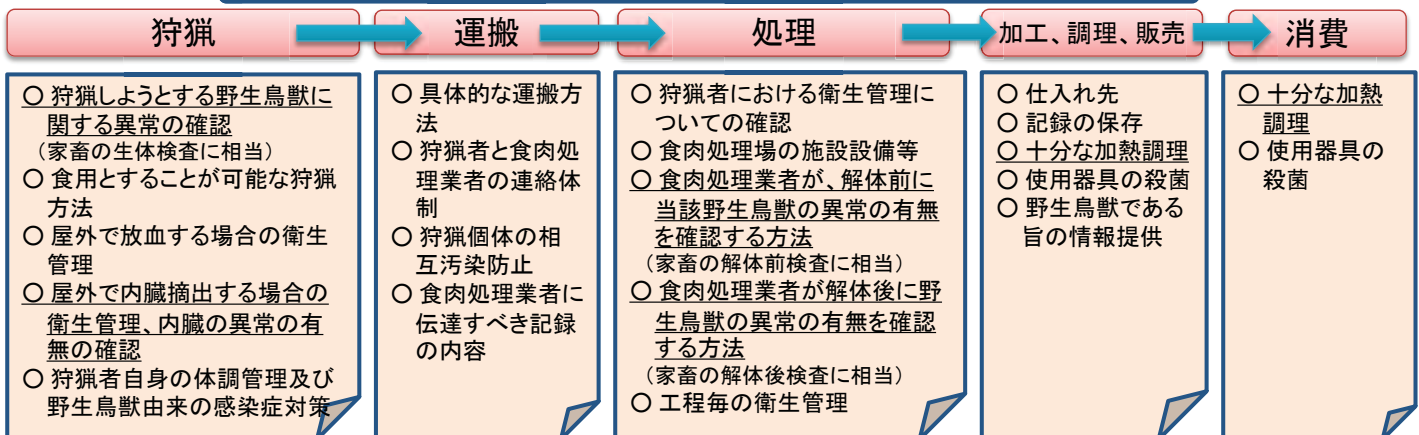 狩猟
運搬
処理
加工、調理、販売
消費
○ 狩猟しようとする野生鳥獣に
関する異常の確認
(家畜の生体検査に相当)
○ 食用とすることが可能な狩猟
方法
○ 屋外で放血する場合の衛生
管理
○ 屋外で内臓摘出する場合の
衛生管理、内臓の異常の有
無の確認
○ 狩猟者自身の体調管理及び
野生鳥獣由来の感染症対策
○ 具体的な運搬方
法
○ 狩猟者と食肉処
理業者の連絡体
制
○ 狩猟個体の相
互汚染防止
○ 食肉処理業者に
伝達すべき記録
の内容
○ 狩猟者における衛生管理に
ついての確認
○ 食肉処理場の施設設備等
○ 食肉処理業者が、解体前に
当該野生鳥獣の異常の有無
を確認する方法
(家畜の解体前検査に相当)
○ 食肉処理業者が解体後に野
生鳥獣の異常の有無を確認
する方法
(家畜の解体後検査に相当)
○ 工程毎の衛生管理
○ 仕入れ先
○ 記録の保存
○ 十分な加熱調理
○ 使用器具の殺菌
○ 野生鳥獣である
旨の情報提供
○ 十分な加熱
調理
○ 使用器具の
殺菌